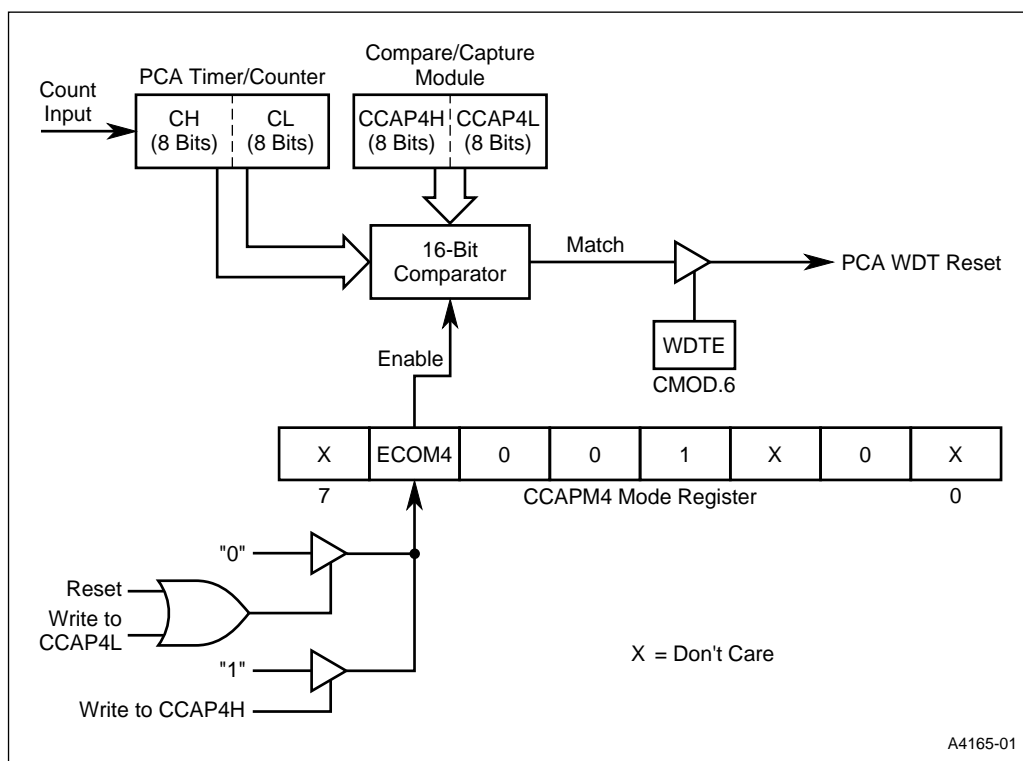 Compare/Capture
Module
PCA Timer/Counter
Count
Input
CH
(8 Bits)
CL
(8 Bits)
CCAP4H
(8 Bits)
CCAP4L
(8 Bits)
16-Bit
Comparator
Match
PCA WDT Reset
WDTE
CMOD.6
Enable
X ECOM4 0 0 1 X 0 X
7 CCAPM4 Mode Register 0
"0"
Reset
Write to
CCAP4L
"1"
Write to CCAP4H
X = Don't Care
A4165-01